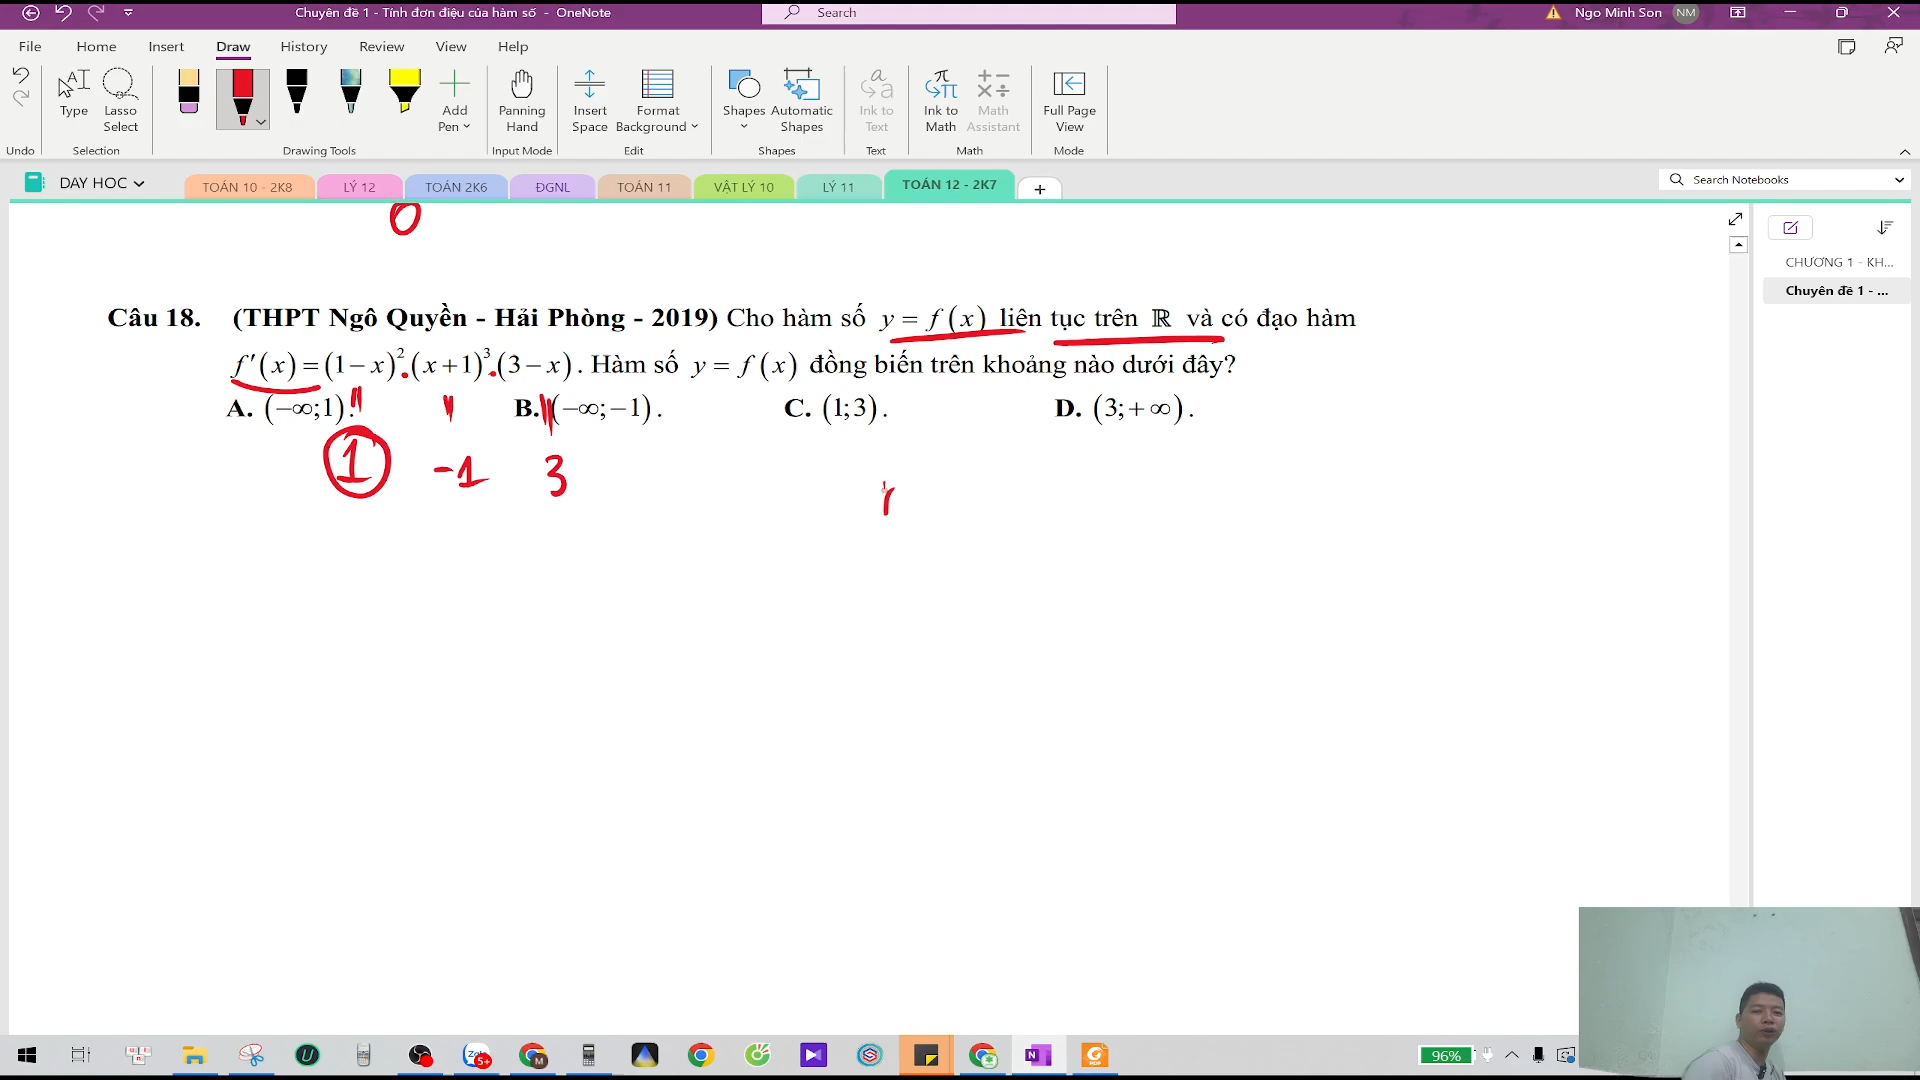 Chuyên đề 1 - Tính đơn điệu của hàm số - OneNote
Search
Ngo Minh Son
NM
File Home Insert Draw History Review View Help
Type
Lasso Select
Add Pen
Panning Hand
Insert Space
Format Background
Shapes
Automatic Shapes
Ink to Text
Ink to Math
Math Assistant
Full Page View
Undo Selection Drawing Tools Input Mode Edit Shapes Text Math Mode
DAY HOC
TOÁN 10 - 2K8 LÝ 12 TOÁN 2K6 ĐGNL TOÁN 11 VẬT LÝ 10 LÝ 11 TOÁN 12 - 2K7 +
Search Notebooks
CHƯƠNG 1 - KH...
Chuyên đề 1 - ...
0
Câu 18. (THPT Ngô Quyền - Hải Phòng - 2019) Cho hàm số y = f(x) liên tục trên ℝ và có đạo hàm
f'(x) = (1 − x)².(x + 1)³.(3 − x). Hàm số y = f(x) đồng biến trên khoảng nào dưới đây?
A. (−∞;1). B. (−∞;−1). C. (1;3). D. (3;+∞).
1 -1 3
5+
96%